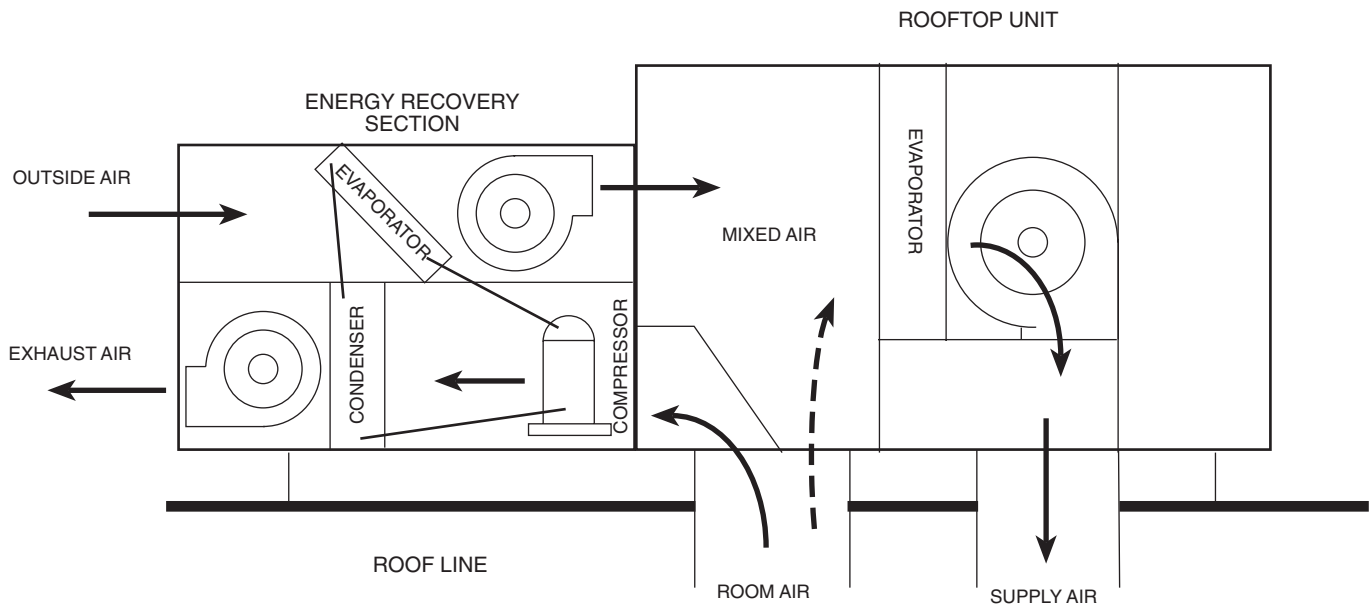 ROOFTOP UNIT
ENERGY RECOVERY
SECTION
OUTSIDE AIR
EVAPORATOR
EVAPORATOR
MIXED AIR
EXHAUST AIR
CONDENSER
COMPRESSOR
ROOF LINE
ROOM AIR
SUPPLY AIR